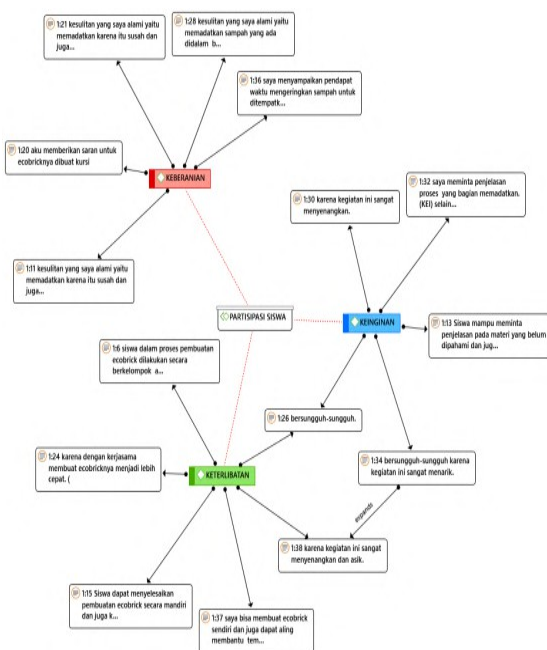 1:21 kesulitan yang saya alami yaitu
memadatkan karena itu susah dan
juga...
1:28 kesulitan yang saya alami yaitu
memadatkan sampah yang ada
didalam b...
1:36 saya menyampaikan pendapat
waktu mengeringkan sampah untuk
ditempatk...
1:20 aku memberikan saran untuk
ecobricknya dibuat kursi
KEBERANIAN
1:11 kesulitan yang saya alami yaitu
memadatkan karena itu susah dan
juga...
1:30 karena kegiatan ini sangat
menyenangkan.
1:32 saya meminta penjelasan
proses yang bagian memadatkan.
(KEI) selain...
PARTISIPASI SISWA
KEINGINAN
1:13 Siswa mampu meminta
penjelasan pada materi yang belum
dipahami dan jug...
1:6 siswa dalam proses pembuatan
ecobrick dilakukan secara
berkelompok a...
1:26 bersungguh-sungguh.
1:24 karena dengan kerjasama
membuat ecobricknya menjadi lebih
cepat. (
KETERLIBATAN
1:34 bersungguh-sungguh karena
kegiatan ini sangat menarik.
expands
1:38 karena kegiatan ini sangat
menyenangkan dan asik.
1:15 Siswa dapat menyelesaikan
pembuatan ecobrick secara mandiri
dan juga k...
1:37 saya bisa membuat ecobrick
sendiri dan juga dapat aling
membantu tem...